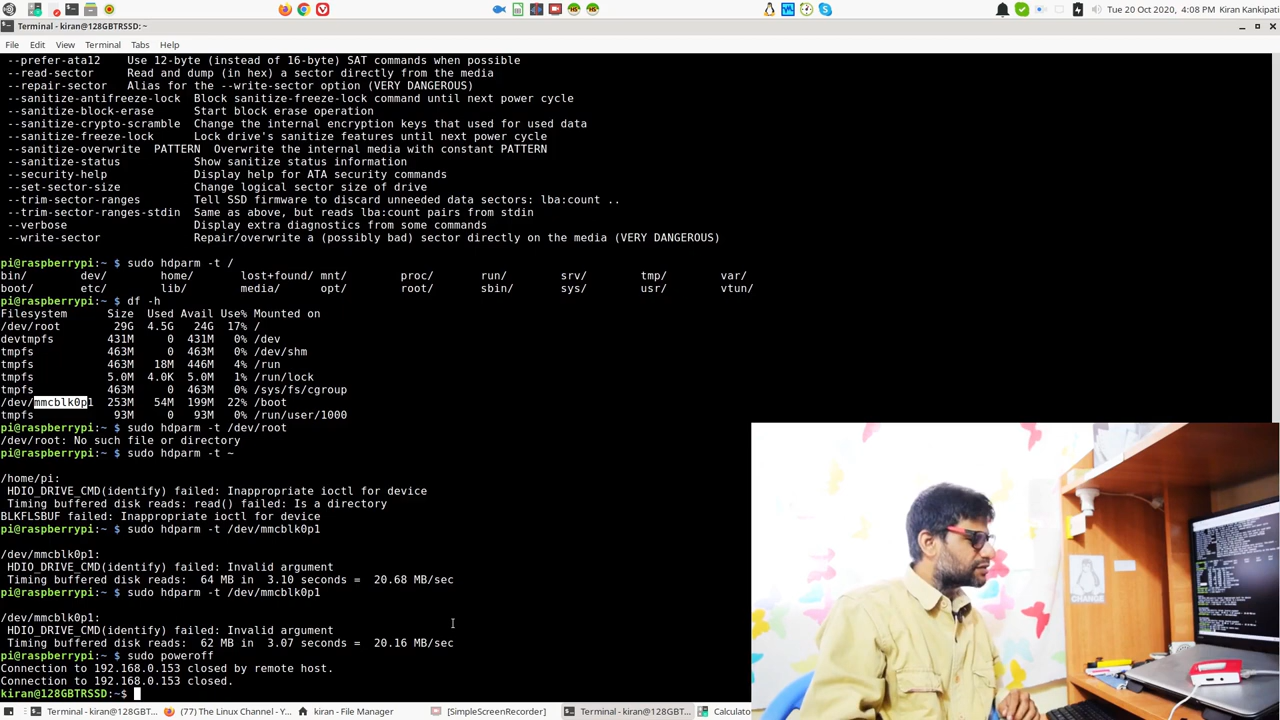 Tue 20 Oct 2020, 4:08 PM Kiran Kankipati
Terminal - kiran@128GBTRSSD: ~
File Edit View Terminal Tabs Help
--prefer-ata12 Use 12-byte (instead of 16-byte) SAT commands when possible
--read-sector Read and dump (in hex) a sector directly from the media
--repair-sector Alias for the --write-sector option (VERY DANGEROUS)
--sanitize-antifreeze-lock Block sanitize-freeze-lock command until next power cycle
--sanitize-block-erase Start block erase operation
--sanitize-crypto-scramble Change the internal encryption keys that used for used data
--sanitize-freeze-lock Lock drive's sanitize features until next power cycle
--sanitize-overwrite PATTERN Overwrite the internal media with constant PATTERN
--sanitize-status Show sanitize status information
--security-help Display help for ATA security commands
--set-sector-size Change logical sector size of drive
--trim-sector-ranges Tell SSD firmware to discard unneeded data sectors: lba:count ..
--trim-sector-ranges-stdin Same as above, but reads lba:count pairs from stdin
--verbose Display extra diagnostics from some commands
--write-sector Repair/overwrite a (possibly bad) sector directly on the media (VERY DANGEROUS)
pi@raspberrypi:~ $ sudo hdparm -t /
bin/ dev/ home/ lost+found/ mnt/ proc/ run/ srv/ tmp/ var/
boot/ etc/ lib/ media/ opt/ root/ sbin/ sys/ usr/ vtun/
pi@raspberrypi:~ $ df -h
Filesystem Size Used Avail Use% Mounted on
/dev/root 29G 4.5G 24G 17% /
devtmpfs 431M 0 431M 0% /dev
tmpfs 463M 0 463M 0% /dev/shm
tmpfs 463M 18M 446M 4% /run
tmpfs 5.0M 4.0K 5.0M 1% /run/lock
tmpfs 463M 0 463M 0% /sys/fs/cgroup
/dev/mmcblk0p1 253M 54M 199M 22% /boot
tmpfs 93M 0 93M 0% /run/user/1000
pi@raspberrypi:~ $ sudo hdparm -t /dev/root
/dev/root: No such file or directory
pi@raspberrypi:~ $ sudo hdparm -t ~
/home/pi:
HDIO_DRIVE_CMD(identify) failed: Inappropriate ioctl for device
Timing buffered disk reads: read() failed: Is a directory
BLKFLSBUF failed: Inappropriate ioctl for device
pi@raspberrypi:~ $ sudo hdparm -t /dev/mmcblk0p1
/dev/mmcblk0p1:
HDIO_DRIVE_CMD(identify) failed: Invalid argument
Timing buffered disk reads: 64 MB in 3.10 seconds = 20.68 MB/sec
pi@raspberrypi:~ $ sudo hdparm -t /dev/mmcblk0p1
/dev/mmcblk0p1:
HDIO_DRIVE_CMD(identify) failed: Invalid argument
Timing buffered disk reads: 62 MB in 3.07 seconds = 20.16 MB/sec
pi@raspberrypi:~ $ sudo poweroff
Connection to 192.168.0.153 closed by remote host.
Connection to 192.168.0.153 closed.
kiran@128GBTRSSD:~$
CHANGE
Terminal - kiran@128GBT... (77) The Linux Channel - Y... kiran - File Manager [SimpleScreenRecorder] Terminal - kiran@128GBT... Calculato